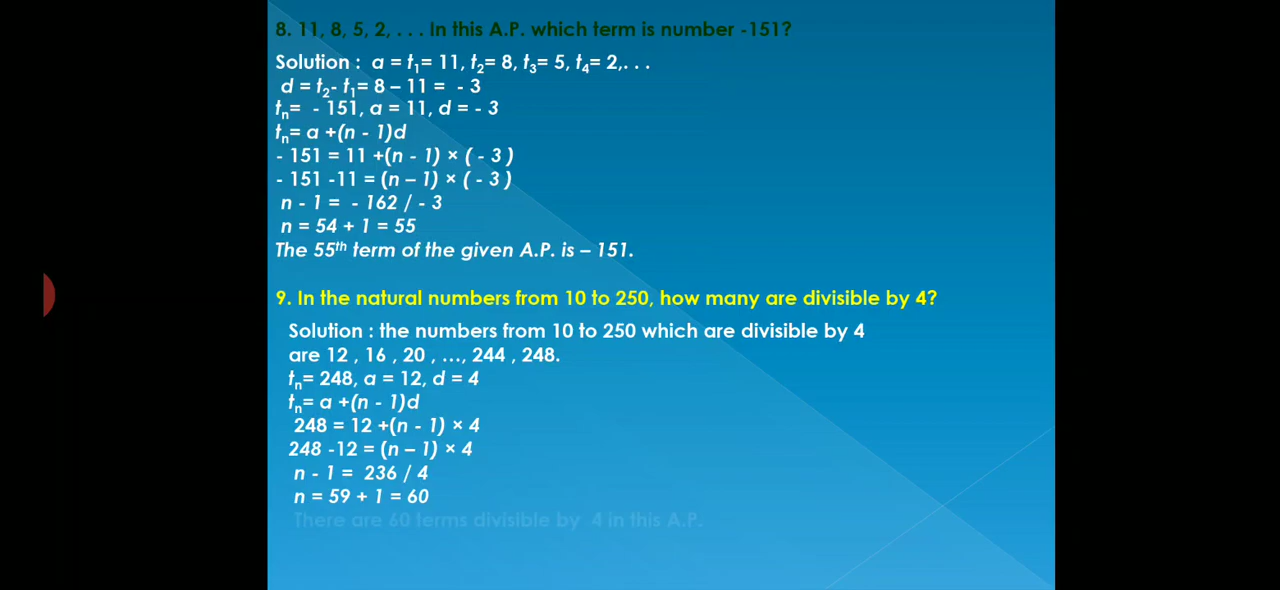 8. 11, 8, 5, 2, . . . In this A.P. which term is number -151?
Solution : a = t₁= 11, t₂= 8, t₃= 5, t₄= 2,. . .
d = t₂- t₁= 8 – 11 = - 3
tₙ= - 151, a = 11, d = - 3
tₙ= a +(n - 1)d
- 151 = 11 +(n - 1) × ( - 3 )
- 151 -11 = (n – 1) × ( - 3 )
n - 1 = - 162 / - 3
n = 54 + 1 = 55
The 55ᵗʰ term of the given A.P. is – 151.
9. In the natural numbers from 10 to 250, how many are divisible by 4?
Solution : the numbers from 10 to 250 which are divisible by 4
are 12 , 16 , 20 , …, 244 , 248.
tₙ= 248, a = 12, d = 4
tₙ= a +(n - 1)d
248 = 12 +(n - 1) × 4
248 -12 = (n – 1) × 4
n - 1 = 236 / 4
n = 59 + 1 = 60
There are 60 terms divisible by 4 in this A.P.